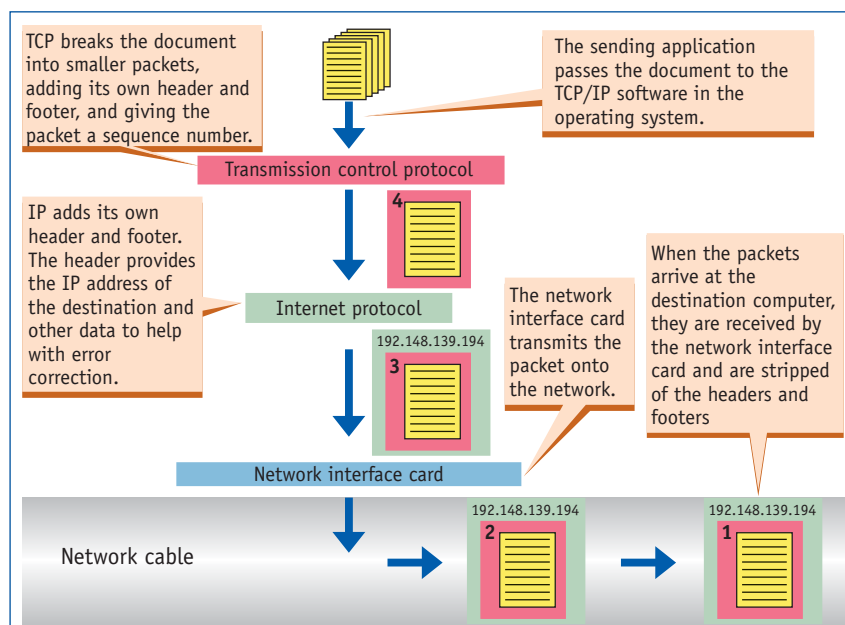 TCP breaks the document
into smaller packets,
adding its own header and
footer, and giving the
packet a sequence number.
The sending application
passes the document to the
TCP/IP software in the
operating system.
Transmission control protocol
4
IP adds its own
header and footer.
The header provides
the IP address of
the destination and
other data to help
with error
correction.
Internet protocol
192.148.139.194
3
The network
interface card
transmits the
packet onto
the network.
When the packets
arrive at the
destination computer,
they are received by
the network interface
card and are stripped
of the headers and
footers
Network interface card
Network cable
192.148.139.194
2
192.148.139.194
1